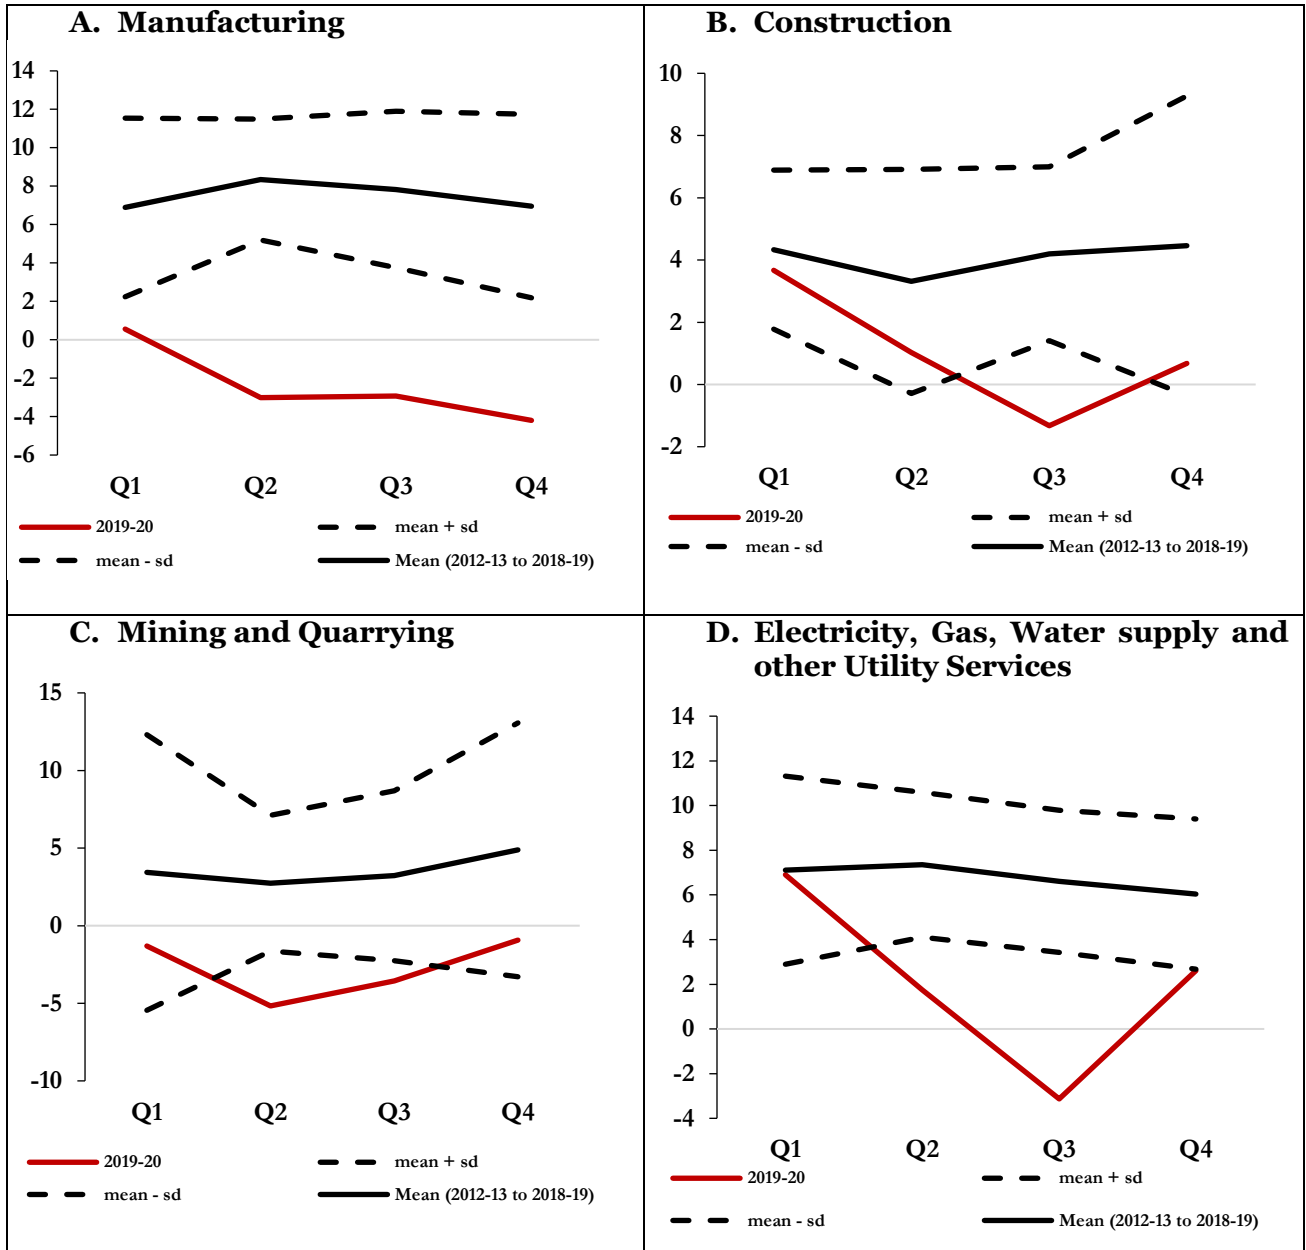 A. Manufacturing
14
12
10
8
6
4
2
0
-2
-4
-6
Q1 Q2 Q3 Q4
2019-20 mean + sd
mean - sd Mean (2012-13 to 2018-19)
B. Construction
10
8
6
4
2
0
-2
Q1 Q2 Q3 Q4
2019-20 mean + sd
mean - sd Mean (2012-13 to 2018-19)
C. Mining and Quarrying
15
10
5
0
-5
-10
Q1 Q2 Q3 Q4
2019-20 mean + sd
mean - sd Mean (2012-13 to 2018-19)
D. Electricity, Gas, Water supply and
other Utility Services
14
12
10
8
6
4
2
0
-2
-4
Q1 Q2 Q3 Q4
2019-20 mean + sd
mean - sd Mean (2012-13 to 2018-19)